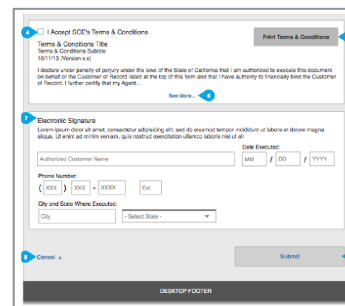 4 I Accept SCE's Terms & Conditions
Print Terms & Conditions
Terms & Conditions Title
Terms & Conditions Subtitle
10/11/13 (Version x.x)
I declare under penalty of perjury under the laws of the State of California that I am authorized to execute this document
on behalf of the Customer of Record listed at the top of this form and that I have authority to financially bind the Customer
of Record. I further certify that my Agent...
See More... 6
7 Electronic Signature
Lorem ipsum dolor sit amet, consectetur adipisicing elit, sed do eiusmod tempor incididunt ut labore et dolore magna
aliqua. Ut enim ad minim veniam, quis nostrud exercitation ullamco laboris nisi ut ali
Date Executed:
Authorized Customer Name MM / DD / YYYY
Phone Number:
( XXX ) XXX - XXXX Ext.
City and State Where Executed:
City - Select State -
8 Cancel x Submit
DESKTOP FOOTER